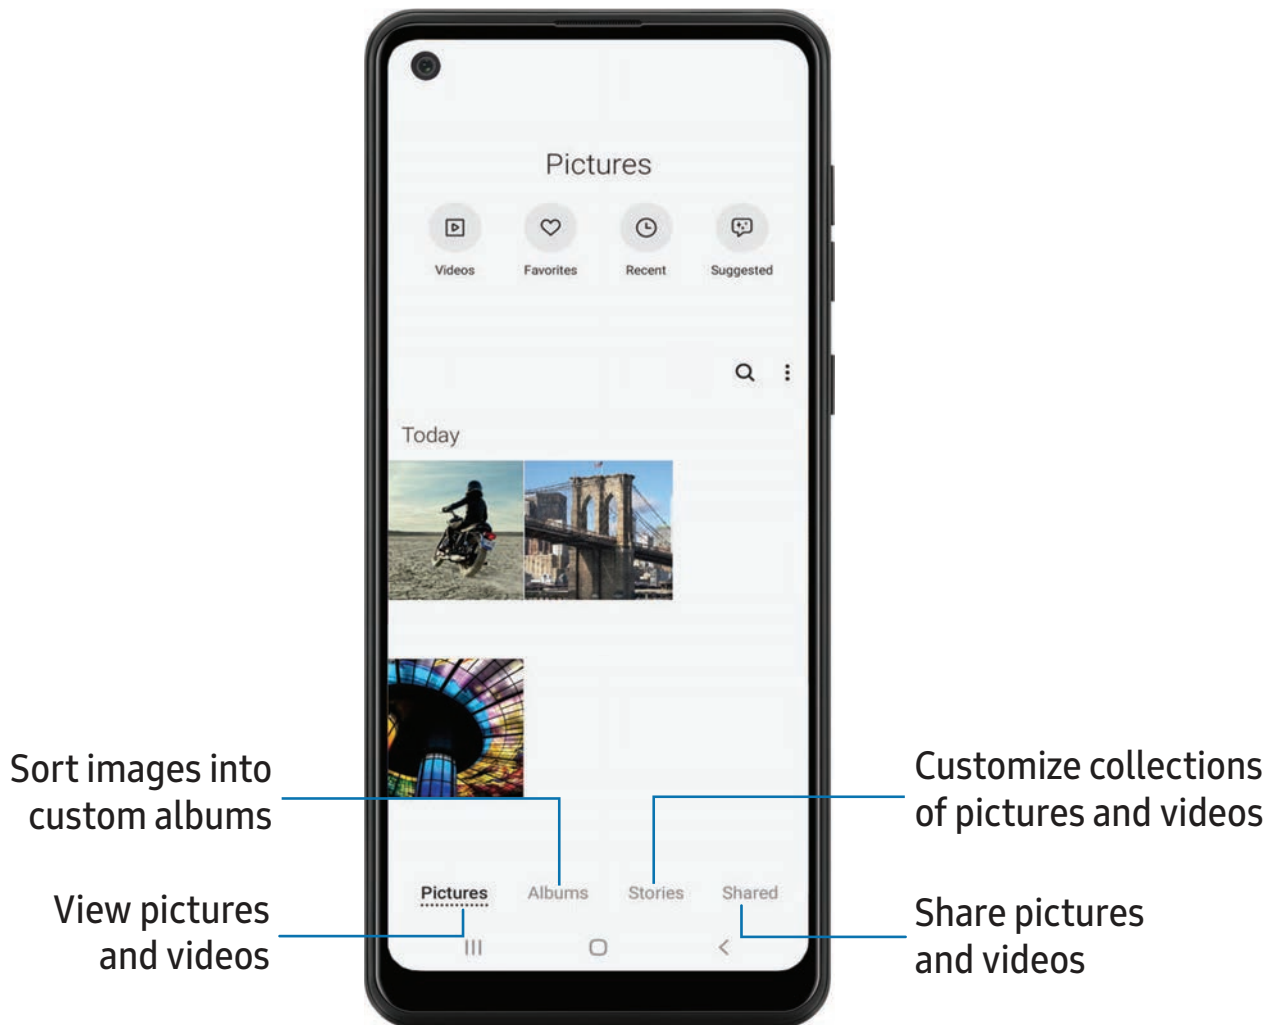 Pictures
Videos Favorites Recent Suggested
Today
Sort images into
custom albums
Customize collections
of pictures and videos
Pictures Albums Stories Shared
View pictures
and videos
Share pictures
and videos